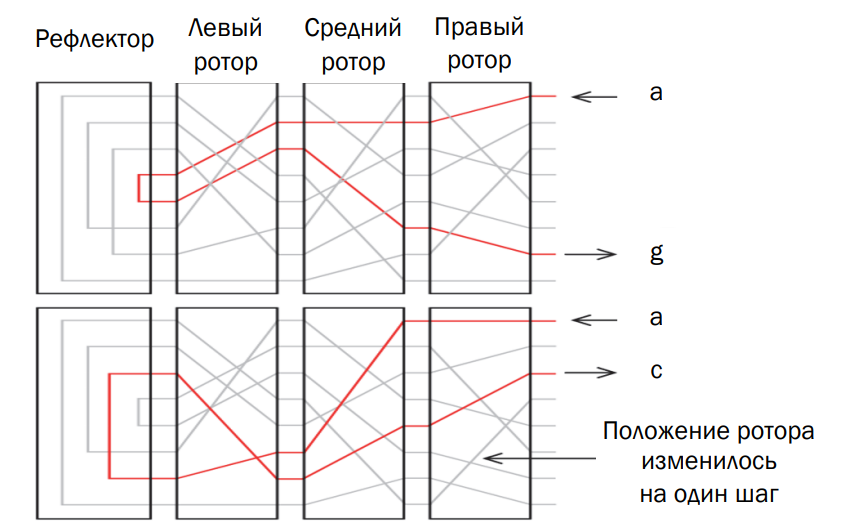 Рефлектор
Левый
ротор
Средний
ротор
Правый
ротор
a
g
a
c
Положение ротора
изменилось
на один шаг